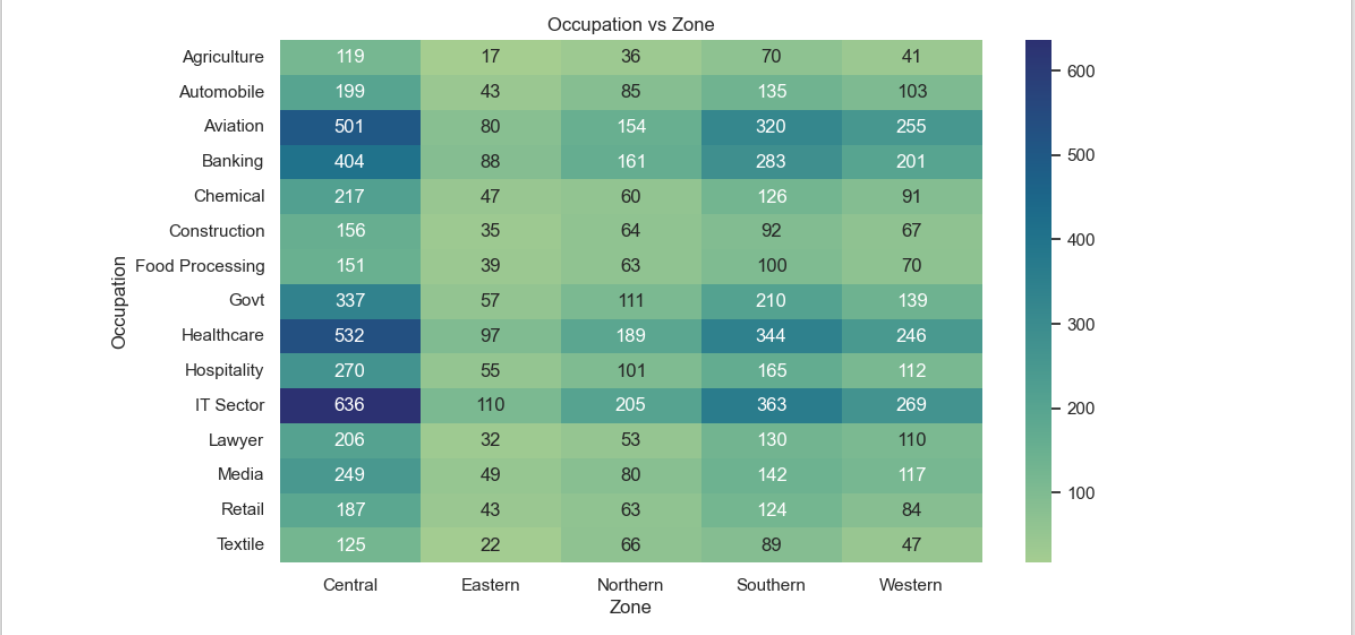 Occupation vs Zone
Agriculture 119 17 36 70 41
Automobile 199 43 85 135 103
Aviation 501 80 154 320 255
Banking 404 88 161 283 201
Chemical 217 47 60 126 91
Construction 156 35 64 92 67
Food Processing 151 39 63 100 70
Govt 337 57 111 210 139
Healthcare 532 97 189 344 246
Hospitality 270 55 101 165 112
IT Sector 636 110 205 363 269
Lawyer 206 32 53 130 110
Media 249 49 80 142 117
Retail 187 43 63 124 84
Textile 125 22 66 89 47
Central Eastern Northern Southern Western
Zone
Occupation
600
500
400
300
200
100